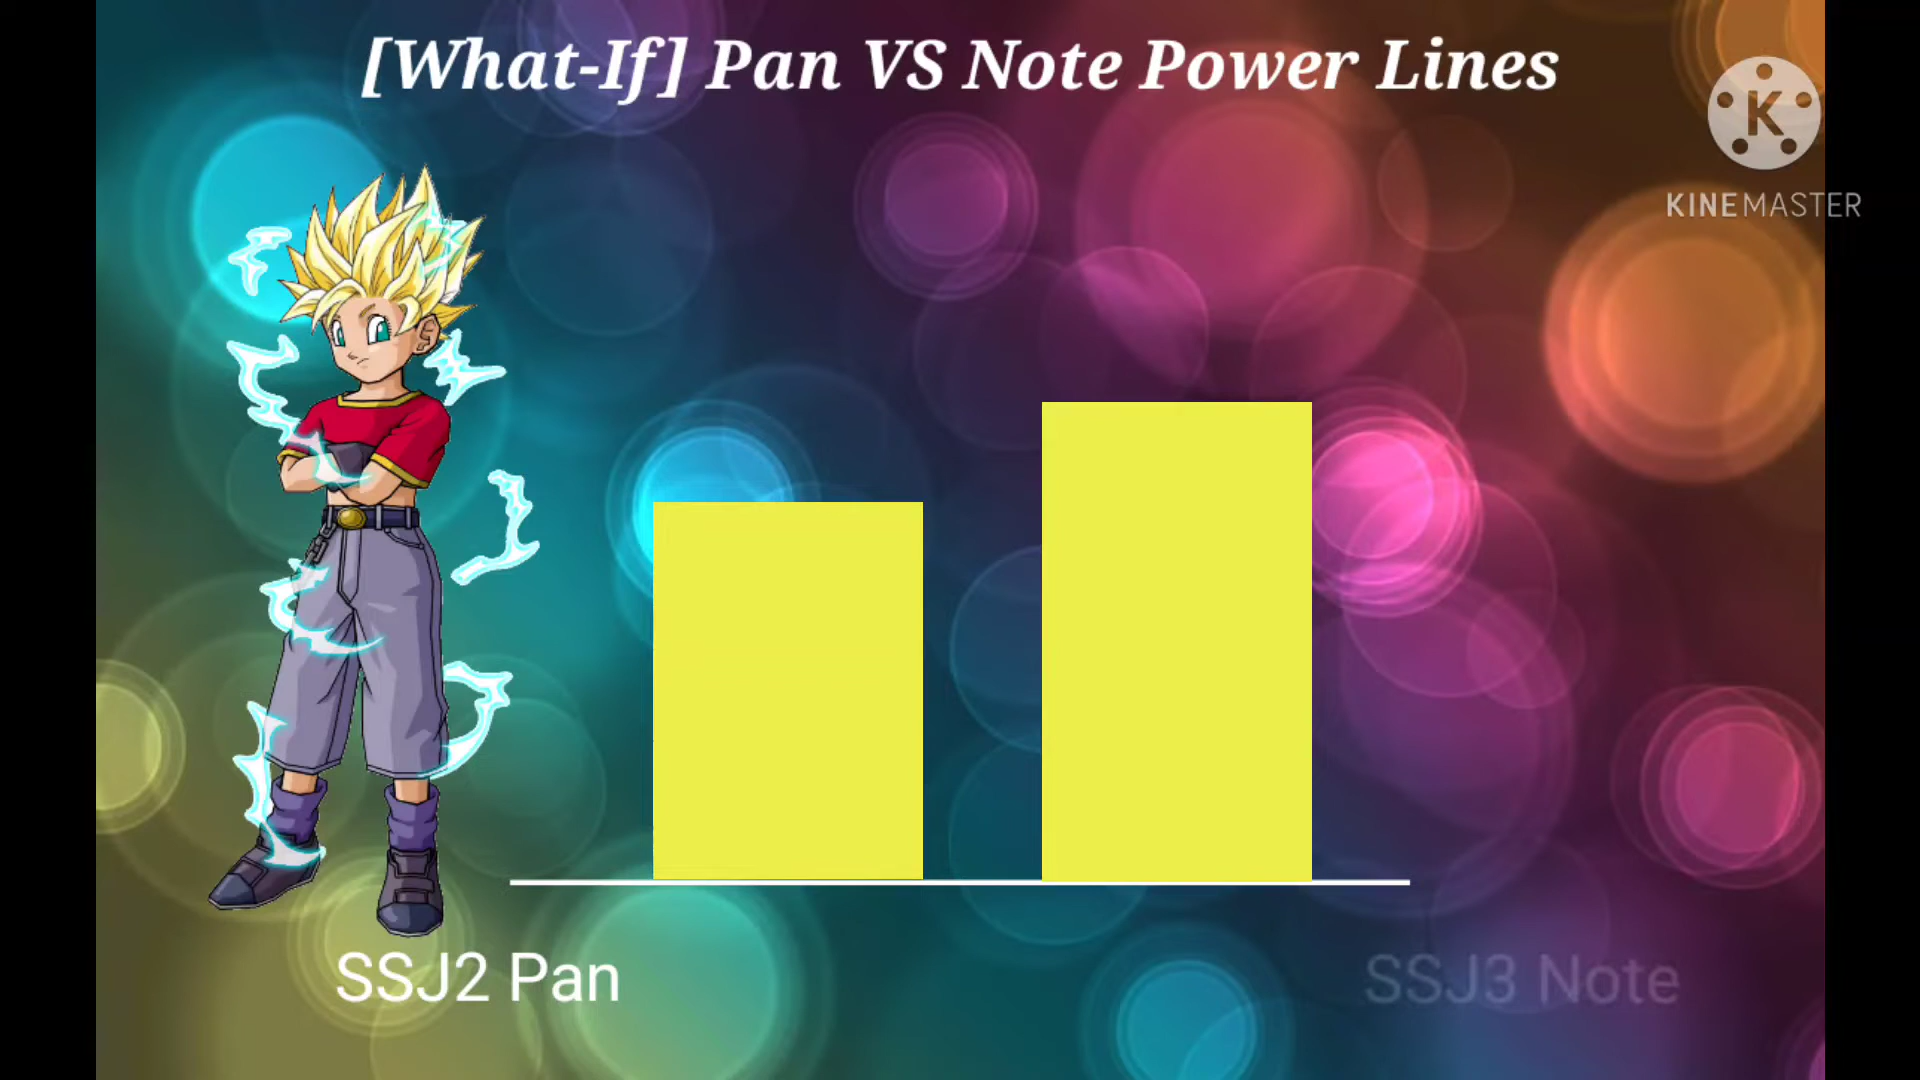 [What-If] Pan VS Note Power Lines
K
KINEMASTER
SSJ2 Pan
SSJ3 Note